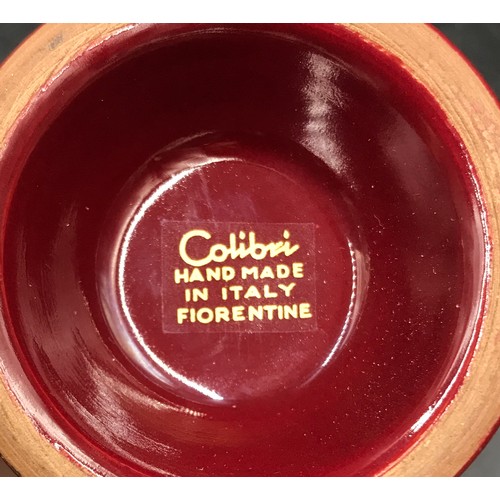 Colibri
HAND MADE
IN ITALY
FIORENTINE